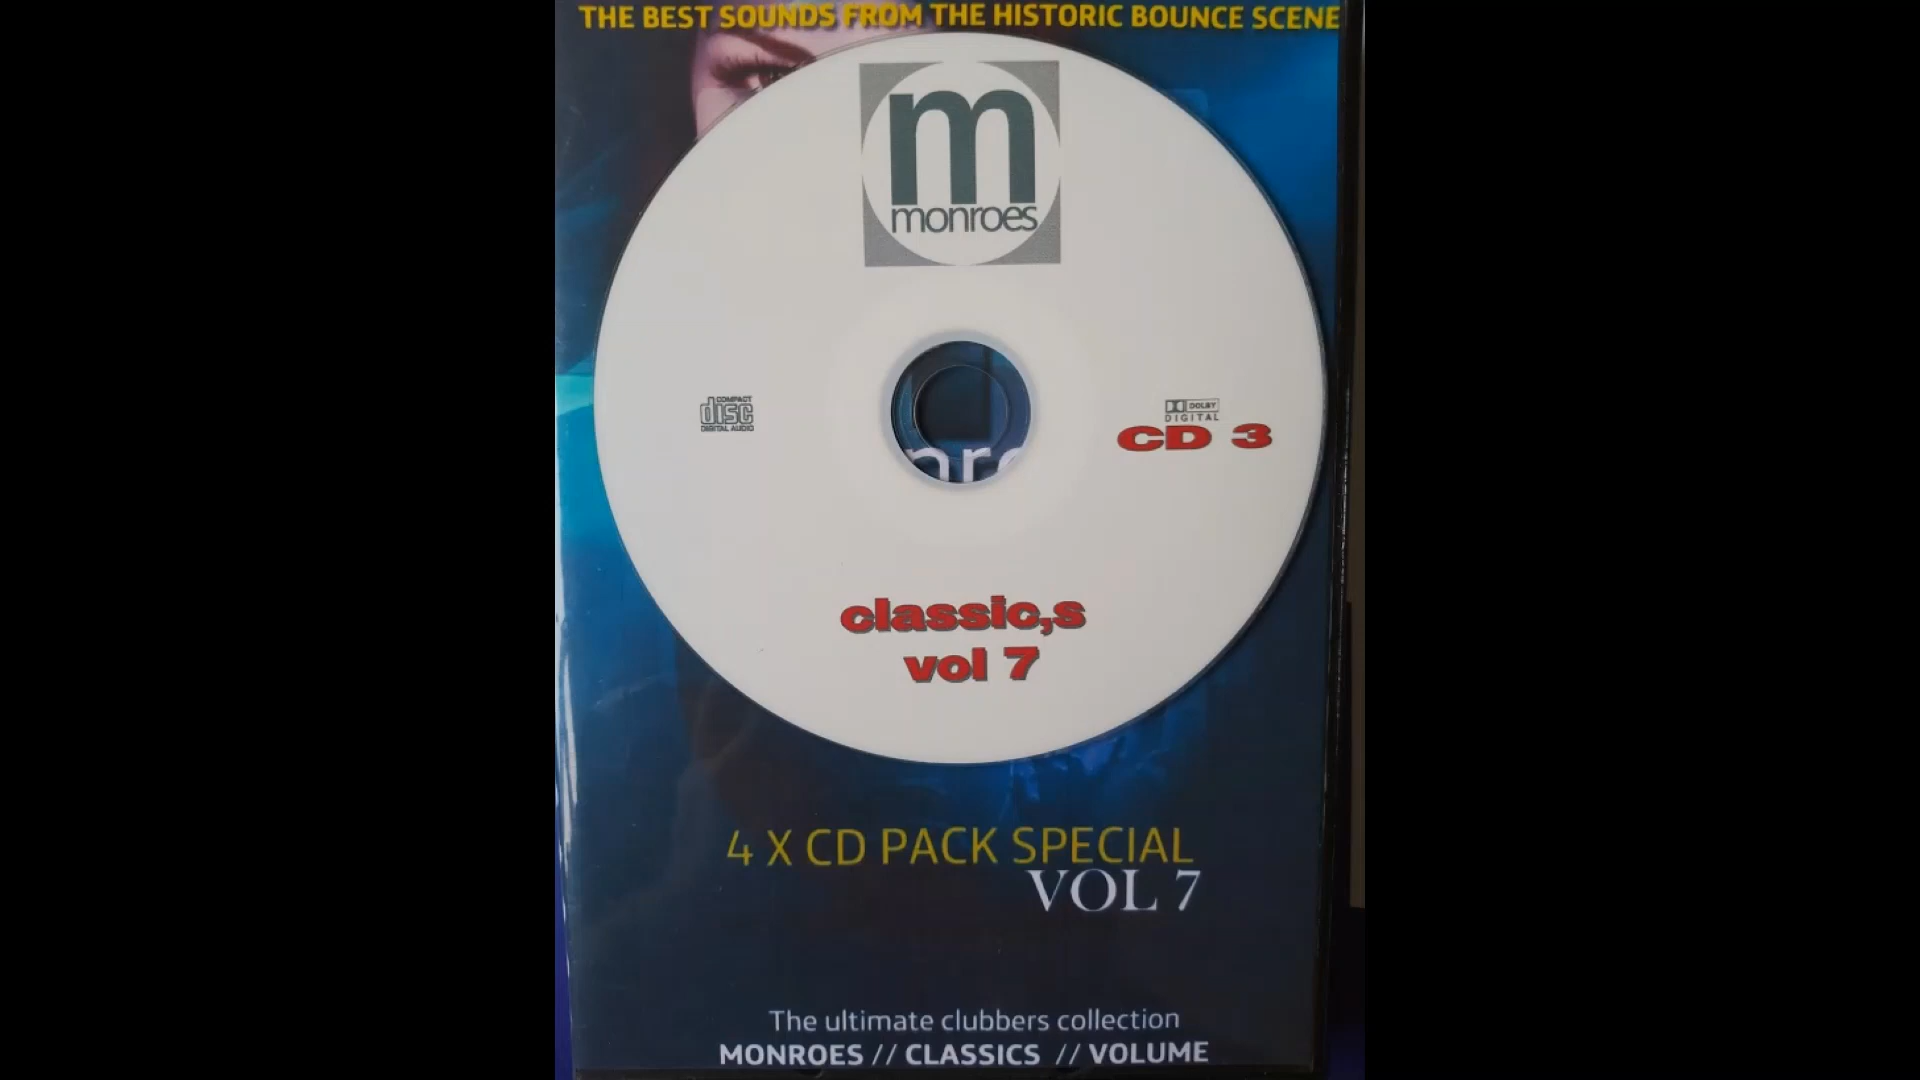 THE BEST SOUNDS FROM THE HISTORIC BOUNCE SCENE
m
monroes
COMPACT
disc
DIGITAL AUDIO
DOLBY
DIGITAL
CD 3
classic,s
vol 7
4 X CD PACK SPECIAL
VOL 7
The ultimate clubbers collection
MONROES // CLASSICS // VOLUME